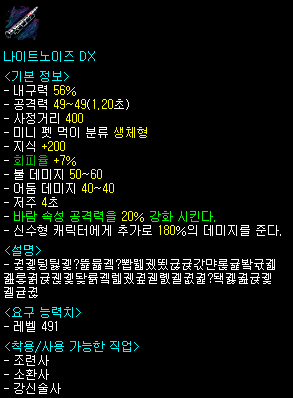 나이트노이즈 DX
<기본 정보>
- 내구력 56%
- 공격력 49~49(1,20초)
- 사정거리 400
- 미니 펫 먹이 분류 생체형
- 지식 +200
- 회피율 +7%
- 불 데미지 50~60
- 어둠 데미지 40~40
- 저주 4초
- 바람 속성 공격력을 20% 강화 시킨다.
- 신수형 캐릭터에게 추가로 180%의 데미지를 준다.
<설명>
<요구 능력치>
- 레벨 491
<착용/사용 가능한 직업>
- 조련사
- 소환사
- 강신술사